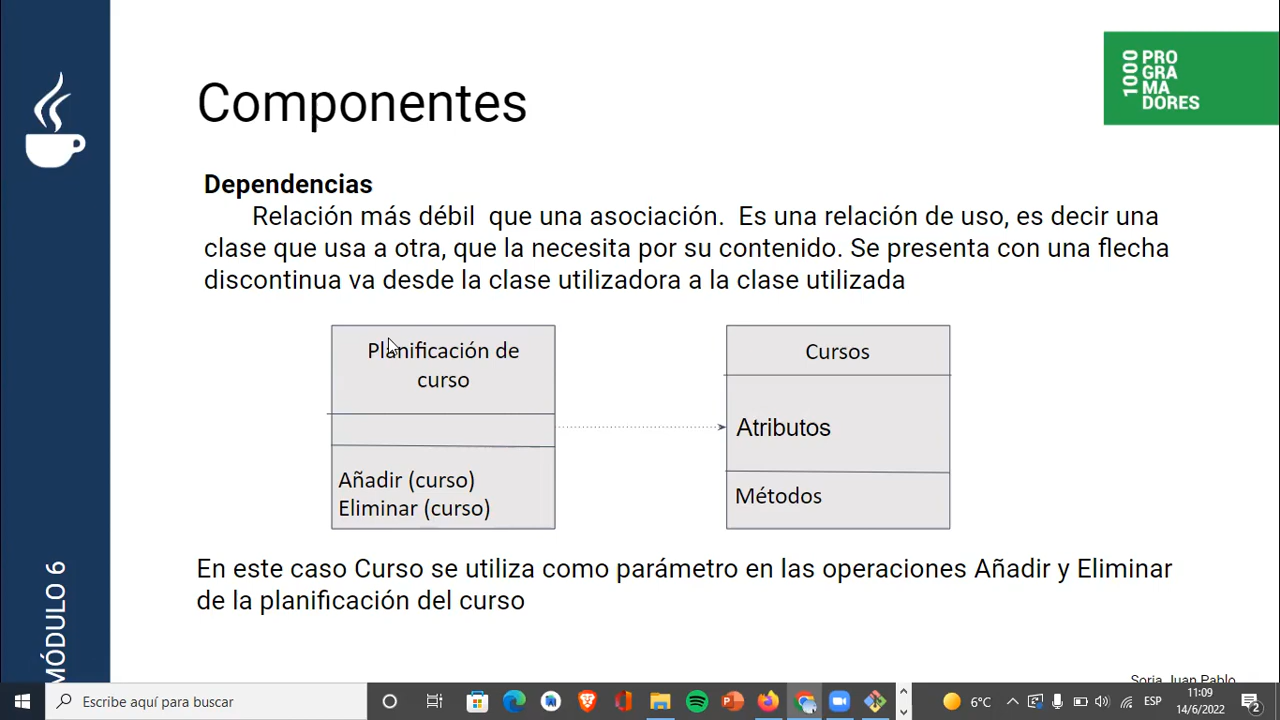 Componentes
1000
PRO
GRA
MA
DORES
Dependencias
Relación más débil que una asociación. Es una relación de uso, es decir una
clase que usa a otra, que la necesita por su contenido. Se presenta con una flecha
discontinua va desde la clase utilizadora a la clase utilizada
Planificación de
curso
Añadir (curso)
Eliminar (curso)
Cursos
Atributos
Métodos
En este caso Curso se utiliza como parámetro en las operaciones Añadir y Eliminar
de la planificación del curso
MÓDULO 6
Soria, Juan Pablo
Escribe aquí para buscar
6°C
ESP
11:09
14/6/2022
2